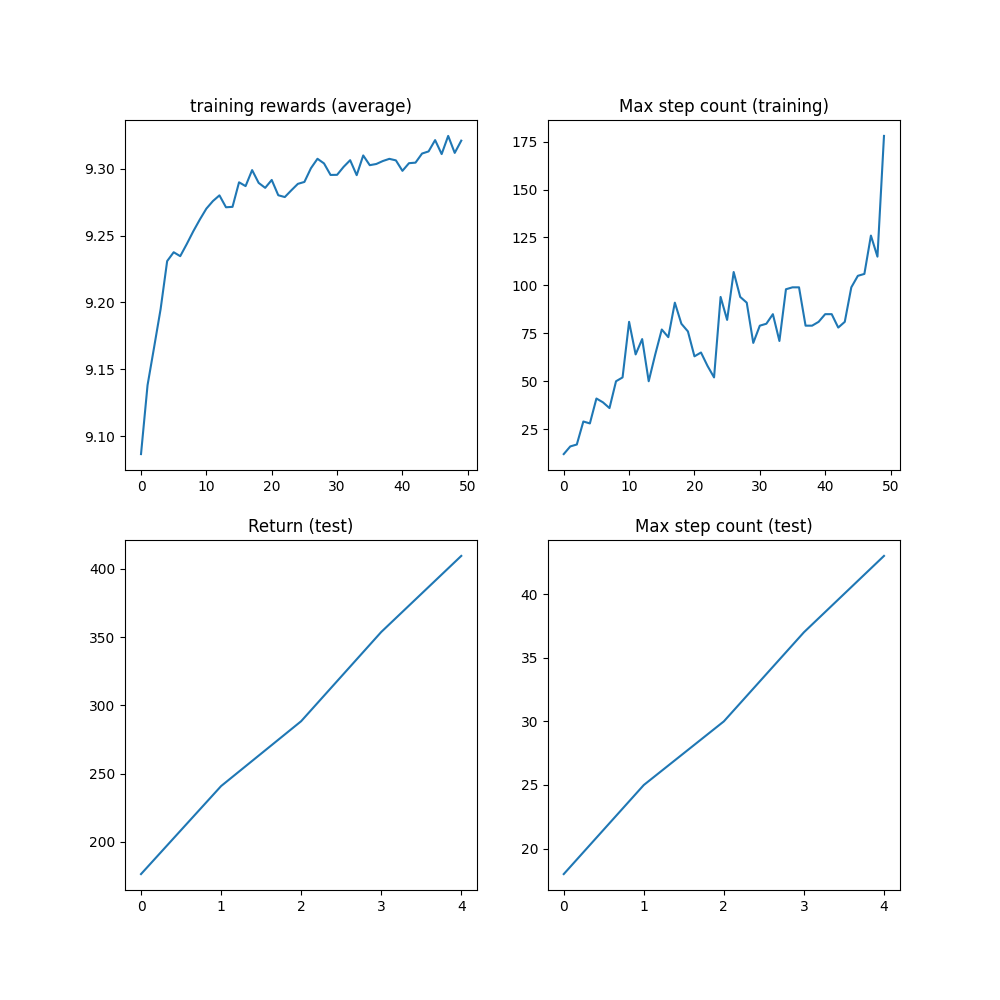 training rewards (average)
9.30
9.25
9.20
9.15
9.10
0 10 20 30 40 50
Max step count (training)
175
150
125
100
75
50
25
0 10 20 30 40 50
Return (test)
400
350
300
250
200
0 1 2 3 4
Max step count (test)
40
35
30
25
20
0 1 2 3 4